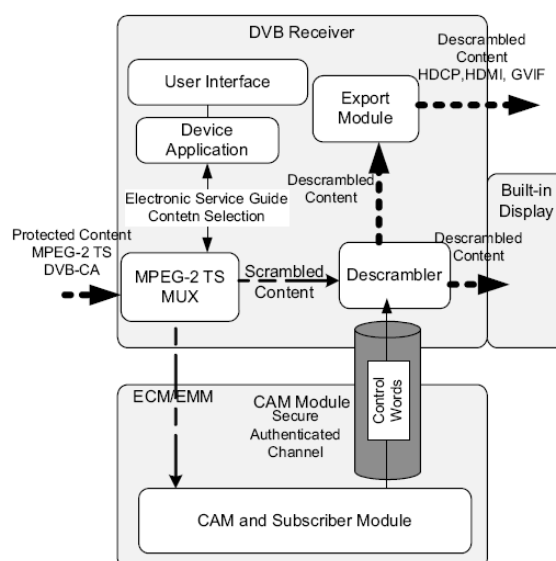 DVB Receiver
User Interface
Device
Application
Electronic Service Guide
Contetn Selection
Export
Module
Descrambled
Content
HDCP,HDMI, GVIF
Descrambled
Content
Built-in
Display
Protected Content
MPEG-2 TS
DVB-CA
MPEG-2 TS
MUX
Scrambled
Content
Descrambler
Descrambled
Content
ECM/EMM
CAM Module
Secure
Authenticated
Channel
Control
Words
CAM and Subscriber Module